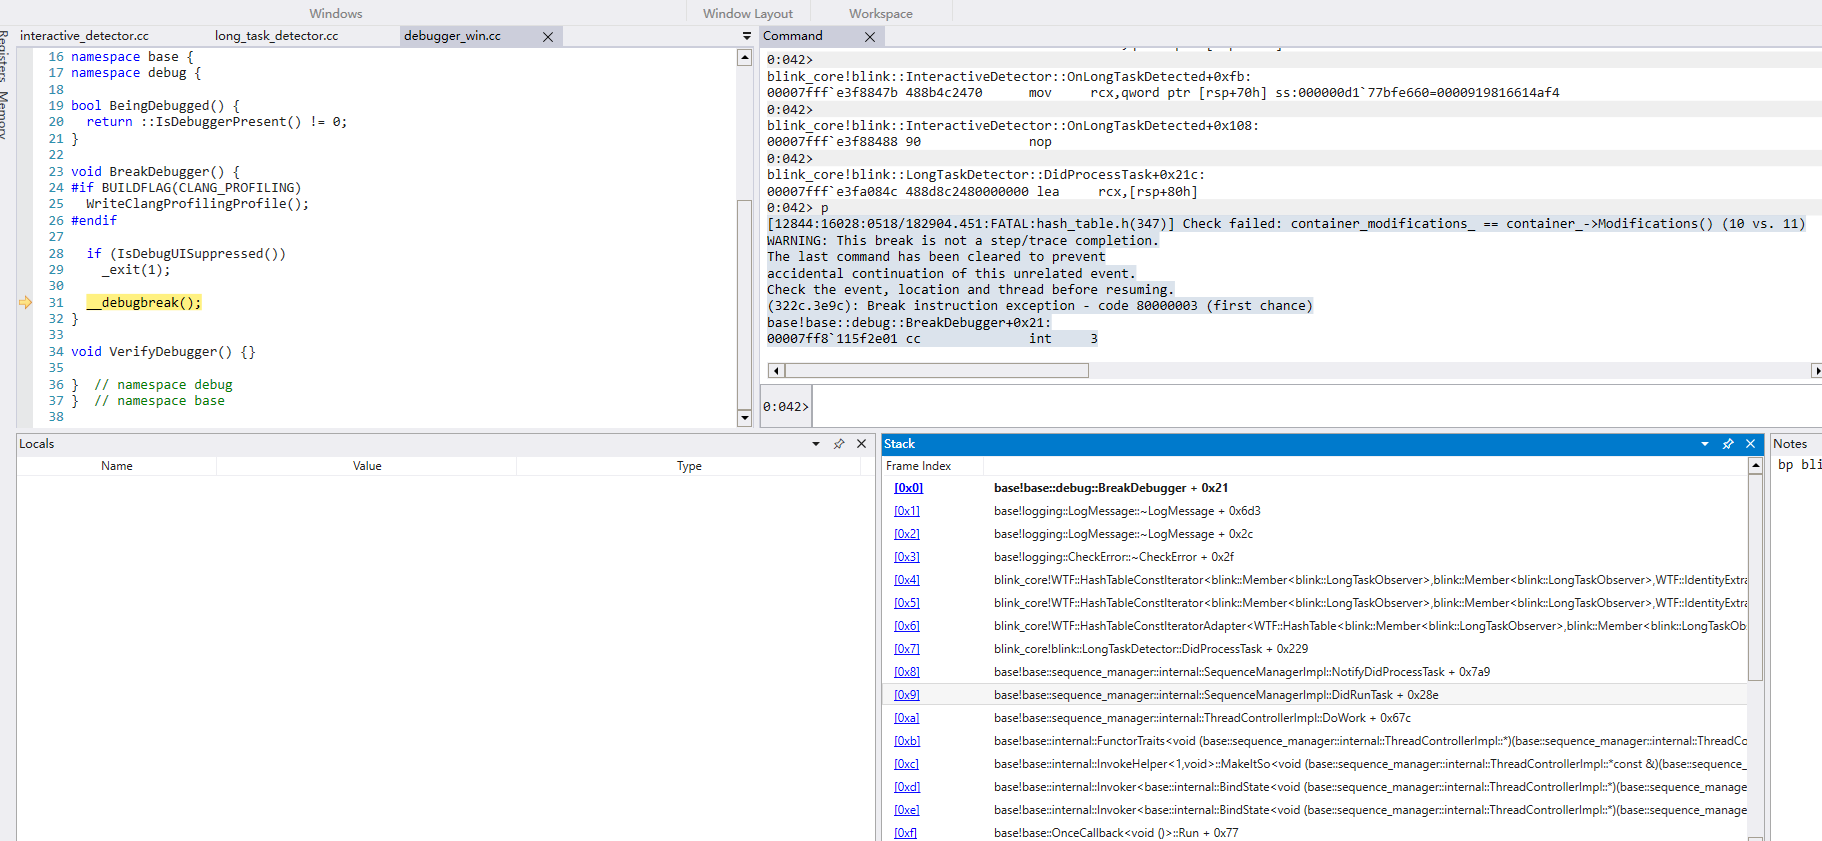 Windows
Window Layout
Workspace
Registers
Memory
interactive_detector.cc
long_task_detector.cc
debugger_win.cc
16 namespace base {
17 namespace debug {
18
19 bool BeingDebugged() {
20   return ::IsDebuggerPresent() != 0;
21 }
22
23 void BreakDebugger() {
24 #if BUILDFLAG(CLANG_PROFILING)
25   WriteClangProfilingProfile();
26 #endif
27
28   if (IsDebugUISuppressed())
29     _exit(1);
30
31   __debugbreak();
32 }
33
34 void VerifyDebugger() {}
35
36 }  // namespace debug
37 }  // namespace base
38
Command
0:042>
blink_core!blink::InteractiveDetector::OnLongTaskDetected+0xfb:
00007fff`e3f8847b 488b4c2470      mov     rcx,qword ptr [rsp+70h] ss:000000d1`77bfe660=0000919816614af4
0:042>
blink_core!blink::InteractiveDetector::OnLongTaskDetected+0x108:
00007fff`e3f88488 90              nop
0:042>
blink_core!blink::LongTaskDetector::DidProcessTask+0x21c:
00007fff`e3fa084c 488d8c2480000000 lea     rcx,[rsp+80h]
0:042> p
[12844:16028:0518/182904.451:FATAL:hash_table.h(347)] Check failed: container_modifications_ == container_->Modifications() (10 vs. 11)
WARNING: This break is not a step/trace completion.
The last command has been cleared to prevent
accidental continuation of this unrelated event.
Check the event, location and thread before resuming.
(322c.3e9c): Break instruction exception - code 80000003 (first chance)
base!base::debug::BreakDebugger+0x21:
00007ff8`115f2e01 cc              int     3
0:042>
Locals
Name Value Type
Stack
Frame Index
[0x0] base!base::debug::BreakDebugger + 0x21
[0x1] base!logging::LogMessage::~LogMessage + 0x6d3
[0x2] base!logging::LogMessage::~LogMessage + 0x2c
[0x3] base!logging::CheckError::~CheckError + 0x2f
[0x4] blink_core!WTF::HashTableConstIterator<blink::Member<blink::LongTaskObserver>,blink::Member<blink::LongTaskObserver>,WTF::IdentityExtra
[0x5] blink_core!WTF::HashTableConstIterator<blink::Member<blink::LongTaskObserver>,blink::Member<blink::LongTaskObserver>,WTF::IdentityExtra
[0x6] blink_core!WTF::HashTableConstIteratorAdapter<WTF::HashTable<blink::Member<blink::LongTaskObserver>,blink::Member<blink::LongTaskOb
[0x7] blink_core!blink::LongTaskDetector::DidProcessTask + 0x229
[0x8] base!base::sequence_manager::internal::SequenceManagerImpl::NotifyDidProcessTask + 0x7a9
[0x9] base!base::sequence_manager::internal::SequenceManagerImpl::DidRunTask + 0x28e
[0xa] base!base::sequence_manager::internal::ThreadControllerImpl::DoWork + 0x67c
[0xb] base!base::internal::FunctorTraits<void (base::sequence_manager::internal::ThreadControllerImpl::*)(base::sequence_manager::internal::ThreadCo
[0xc] base!base::internal::InvokeHelper<1,void>::MakeItSo<void (base::sequence_manager::internal::ThreadControllerImpl::*const &)(base::sequence_
[0xd] base!base::internal::Invoker<base::internal::BindState<void (base::sequence_manager::internal::ThreadControllerImpl::*)(base::sequence_manage
[0xe] base!base::internal::Invoker<base::internal::BindState<void (base::sequence_manager::internal::ThreadControllerImpl::*)(base::sequence_manage
[0xf] base!base::OnceCallback<void ()>::Run + 0x77
Notes
bp bli